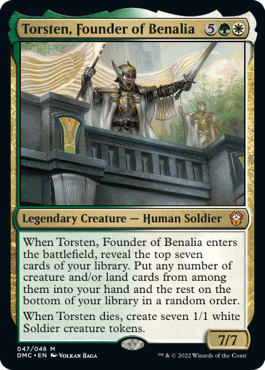 Torsten, Founder of Benalia 5
Legendary Creature — Human Soldier
When Torsten, Founder of Benalia enters
the battlefield, reveal the top seven
cards of your library. Put any number of
creature and/or land cards from among
them into your hand and the rest on the
bottom of your library in a random order.
When Torsten dies, create seven 1/1 white
Soldier creature tokens.
7/7
047/048 M
DMC • EN VOLKAN BAGA
™ & © 2022 Wizards of the Coast